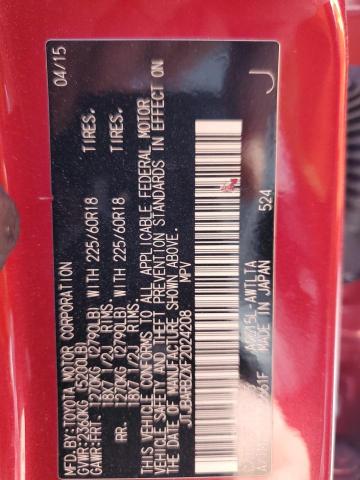 MFD.BY:TOYOTA MOTOR CORPORATION 04/15
GVWR:2360KG (5200LB)
GAWR:FRT. 1270KG (2790LB) WITH 225/60R18 TIRES,
18X7 1/2J RIMS.
RR. 1270KG (2790LB) WITH 225/60R18 TIRES,
18X7 1/2J RIMS.
THIS VEHICLE CONFORMS TO ALL APPLICABLE FEDERAL MOTOR
VEHICLE SAFETY AND THEFT PREVENTION STANDARDS IN EFFECT ON
THE DATE OF MANUFACTURE SHOWN ABOVE.
MPV
524
MADE IN JAPAN
J